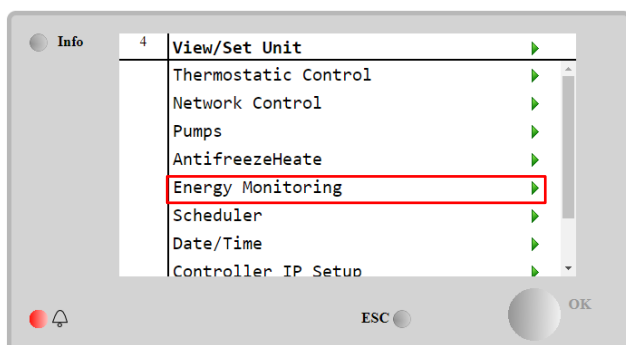 Info
4 View/Set Unit
Thermostatic Control
Network Control
Pumps
AntifreezeHeate
Energy Monitoring
Scheduler
Date/Time
Controller IP Setup
ESC
OK